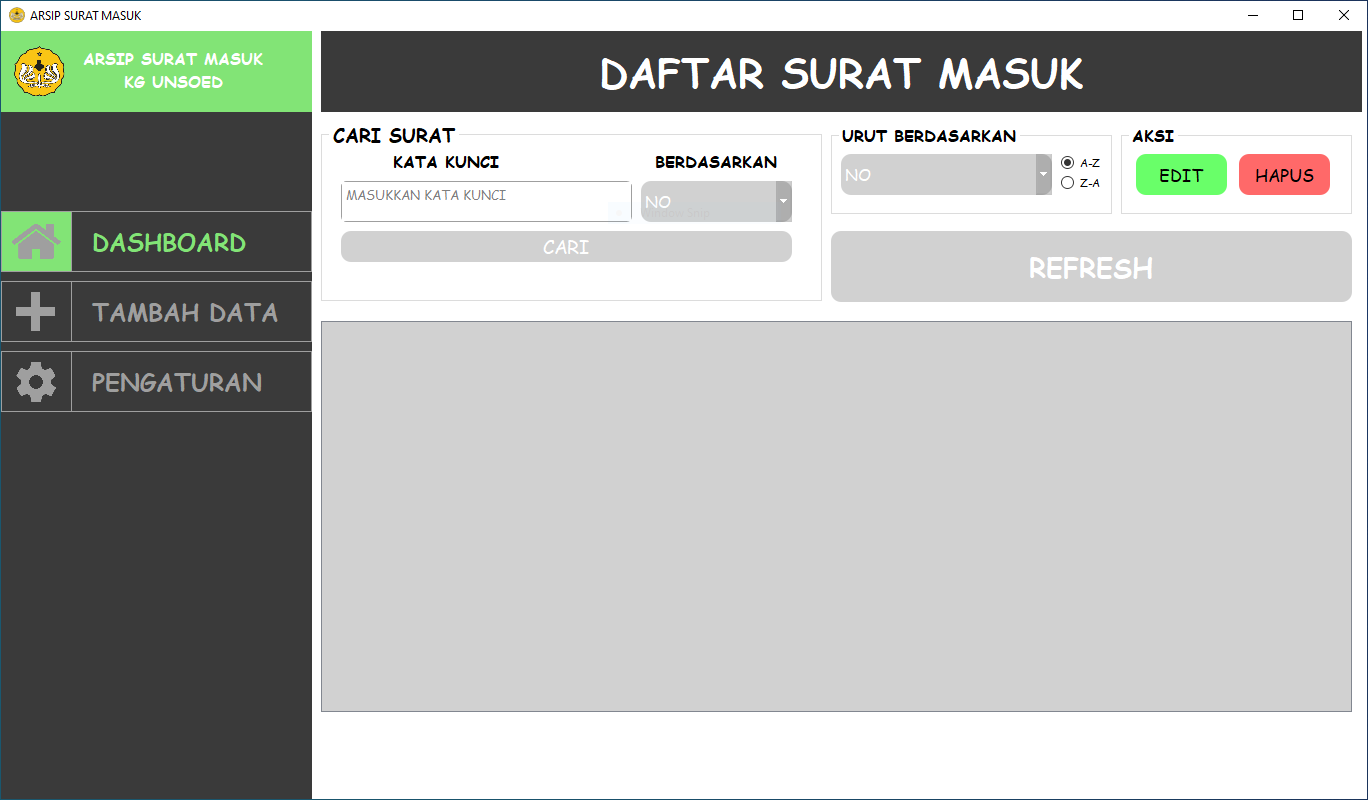 ARSIP SURAT MASUK
ARSIP SURAT MASUK
KG UNSOED
DAFTAR SURAT MASUK
CARI SURAT
KATA KUNCI
BERDASARKAN
MASUKKAN KATA KUNCI
NO
CARI
URUT BERDASARKAN
NO
A-Z
Z-A
AKSI
EDIT
HAPUS
REFRESH
DASHBOARD
TAMBAH DATA
PENGATURAN